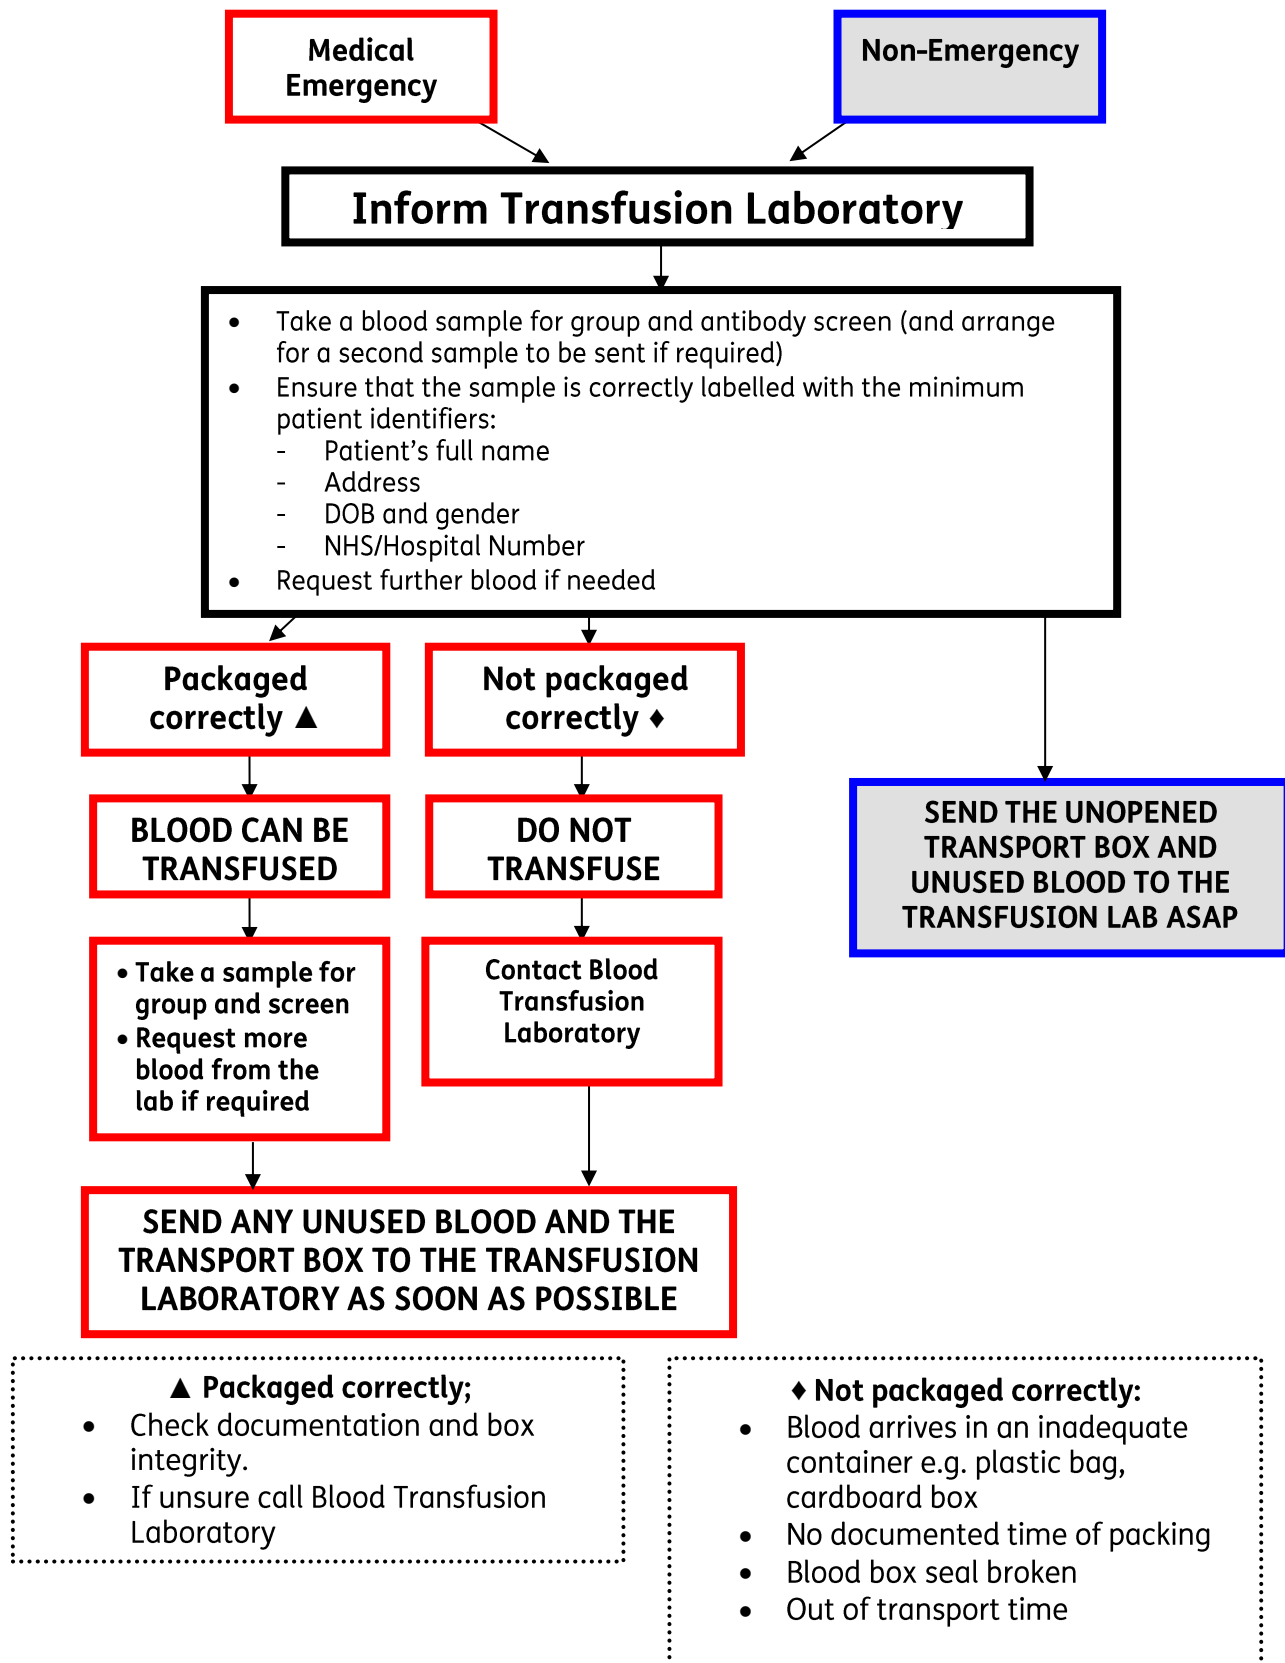 Medical
Emergency
Non-Emergency
Inform Transfusion Laboratory
• Take a blood sample for group and antibody screen (and arrange
for a second sample to be sent if required)
• Ensure that the sample is correctly labelled with the minimum
patient identifiers:
- Patient’s full name
- Address
- DOB and gender
- NHS/Hospital Number
• Request further blood if needed
Packaged
correctly ▲
Not packaged
correctly ♦
BLOOD CAN BE
TRANSFUSED
DO NOT
TRANSFUSE
SEND THE UNOPENED
TRANSPORT BOX AND
UNUSED BLOOD TO THE
TRANSFUSION LAB ASAP
• Take a sample for
group and screen
• Request more
blood from the
lab if required
Contact Blood
Transfusion
Laboratory
SEND ANY UNUSED BLOOD AND THE
TRANSPORT BOX TO THE TRANSFUSION
LABORATORY AS SOON AS POSSIBLE
▲ Packaged correctly;
• Check documentation and box
integrity.
• If unsure call Blood Transfusion
Laboratory
♦ Not packaged correctly:
• Blood arrives in an inadequate
container e.g. plastic bag,
cardboard box
• No documented time of packing
• Blood box seal broken
• Out of transport time